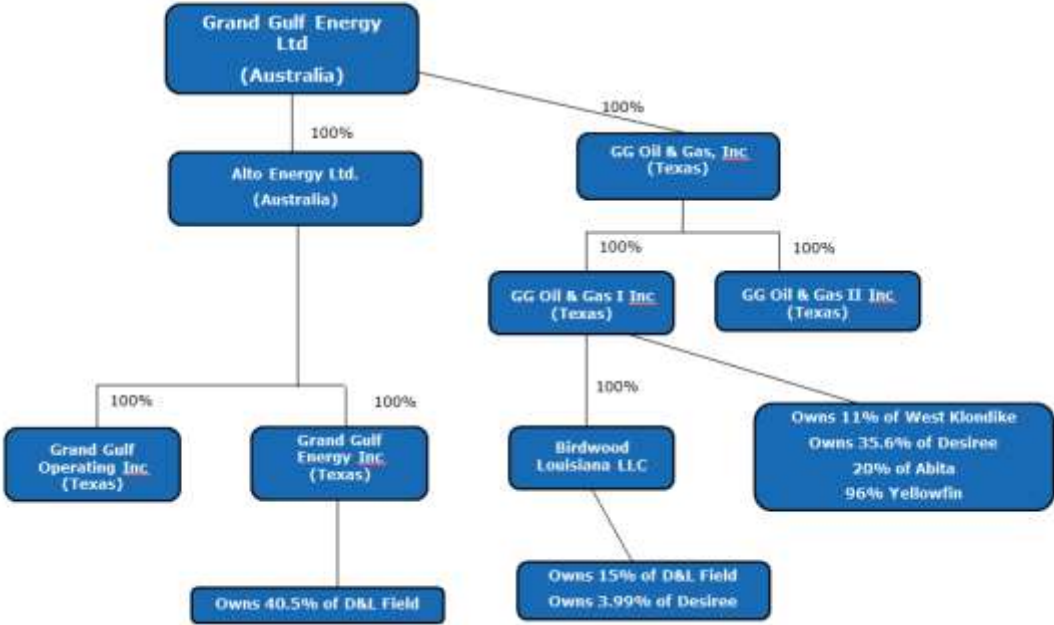 Grand Gulf Energy
Ltd
(Australia)
100%
100%
Alto Energy Ltd.
(Australia)
GG Oil & Gas, Inc
(Texas)
100%
100%
GG Oil & Gas I Inc
(Texas)
GG Oil & Gas II Inc
(Texas)
100%
100%
100%
Grand Gulf
Operating Inc
(Texas)
Grand Gulf
Energy Inc
(Texas)
Birdwood
Louisiana LLC
Owns 11% of West Klondike
Owns 35.6% of Desiree
20% of Abita
96% Yellowfin
Owns 40.5% of D&L Field
Owns 15% of D&L Field
Owns 3.99% of Desiree